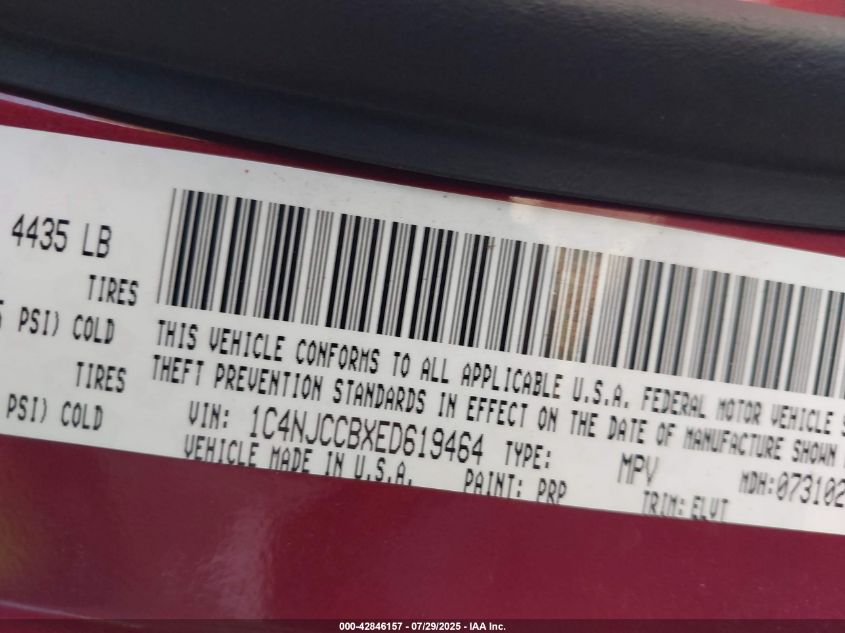 4435 LB
TIRES
PSI) COLD
TIRES
PSI) COLD
THIS VEHICLE CONFORMS TO ALL APPLICABLE U.S.A. FEDERAL MOTOR VEHICLE
THEFT PREVENTION STANDARDS IN EFFECT ON THE DATE OF MANUFACTURE SHOWN
VIN: 1C4NJCCBXED619464 TYPE: MPV MDH:073102
VEHICLE MADE IN U.S.A. PAINT: PRP TRIM: ELVT
000-42846157 - 07/29/2025 - IAA Inc.